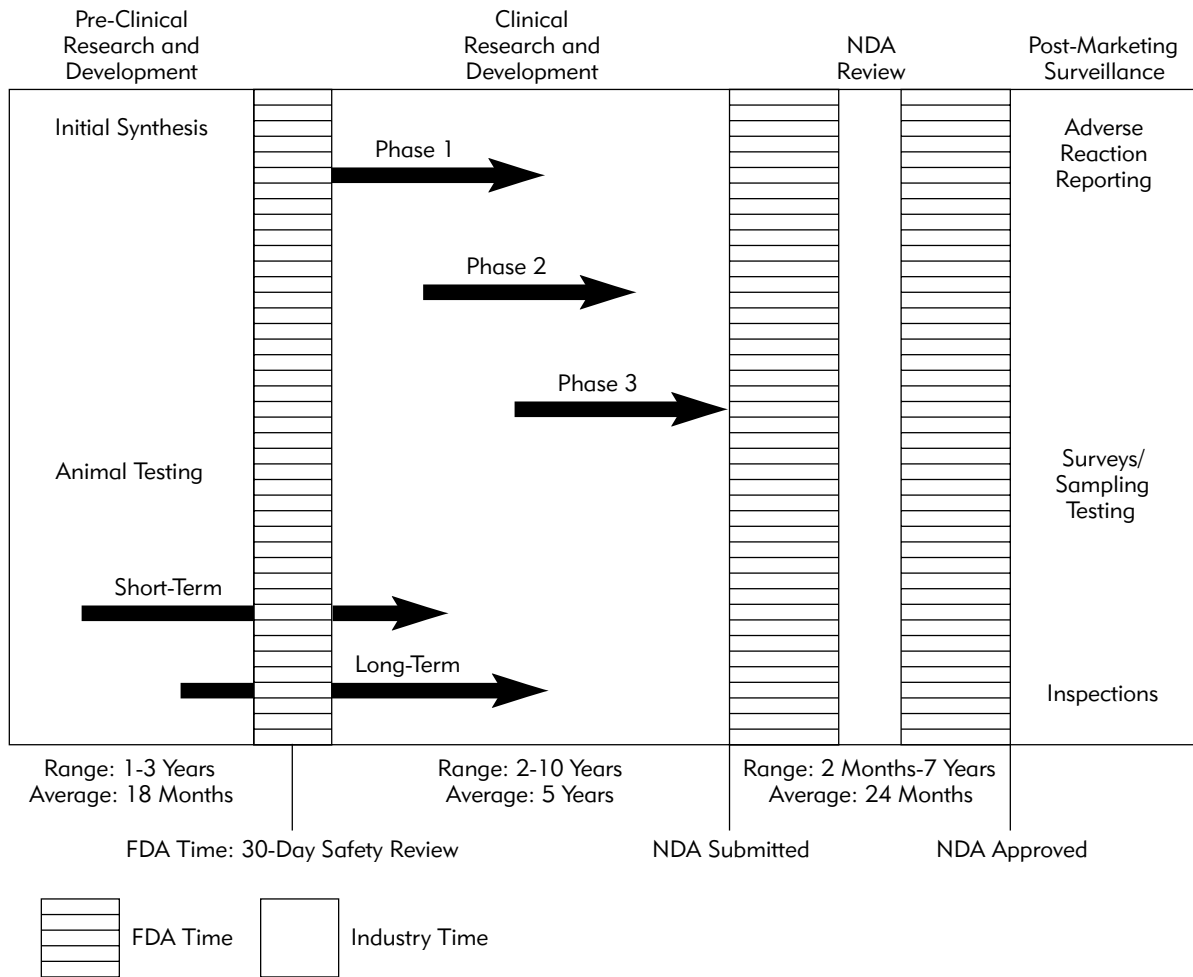 Pre-Clinical
Research and
Development
Clinical
Research and
Development
NDA
Review
Post-Marketing
Surveillance
Initial Synthesis
Phase 1
Adverse
Reaction
Reporting
Phase 2
Phase 3
Animal Testing
Surveys/
Sampling
Testing
Short-Term
Long-Term
Inspections
Range: 1-3 Years
Average: 18 Months
Range: 2-10 Years
Average: 5 Years
Range: 2 Months-7 Years
Average: 24 Months
FDA Time: 30-Day Safety Review
NDA Submitted
NDA Approved
FDA Time
Industry Time